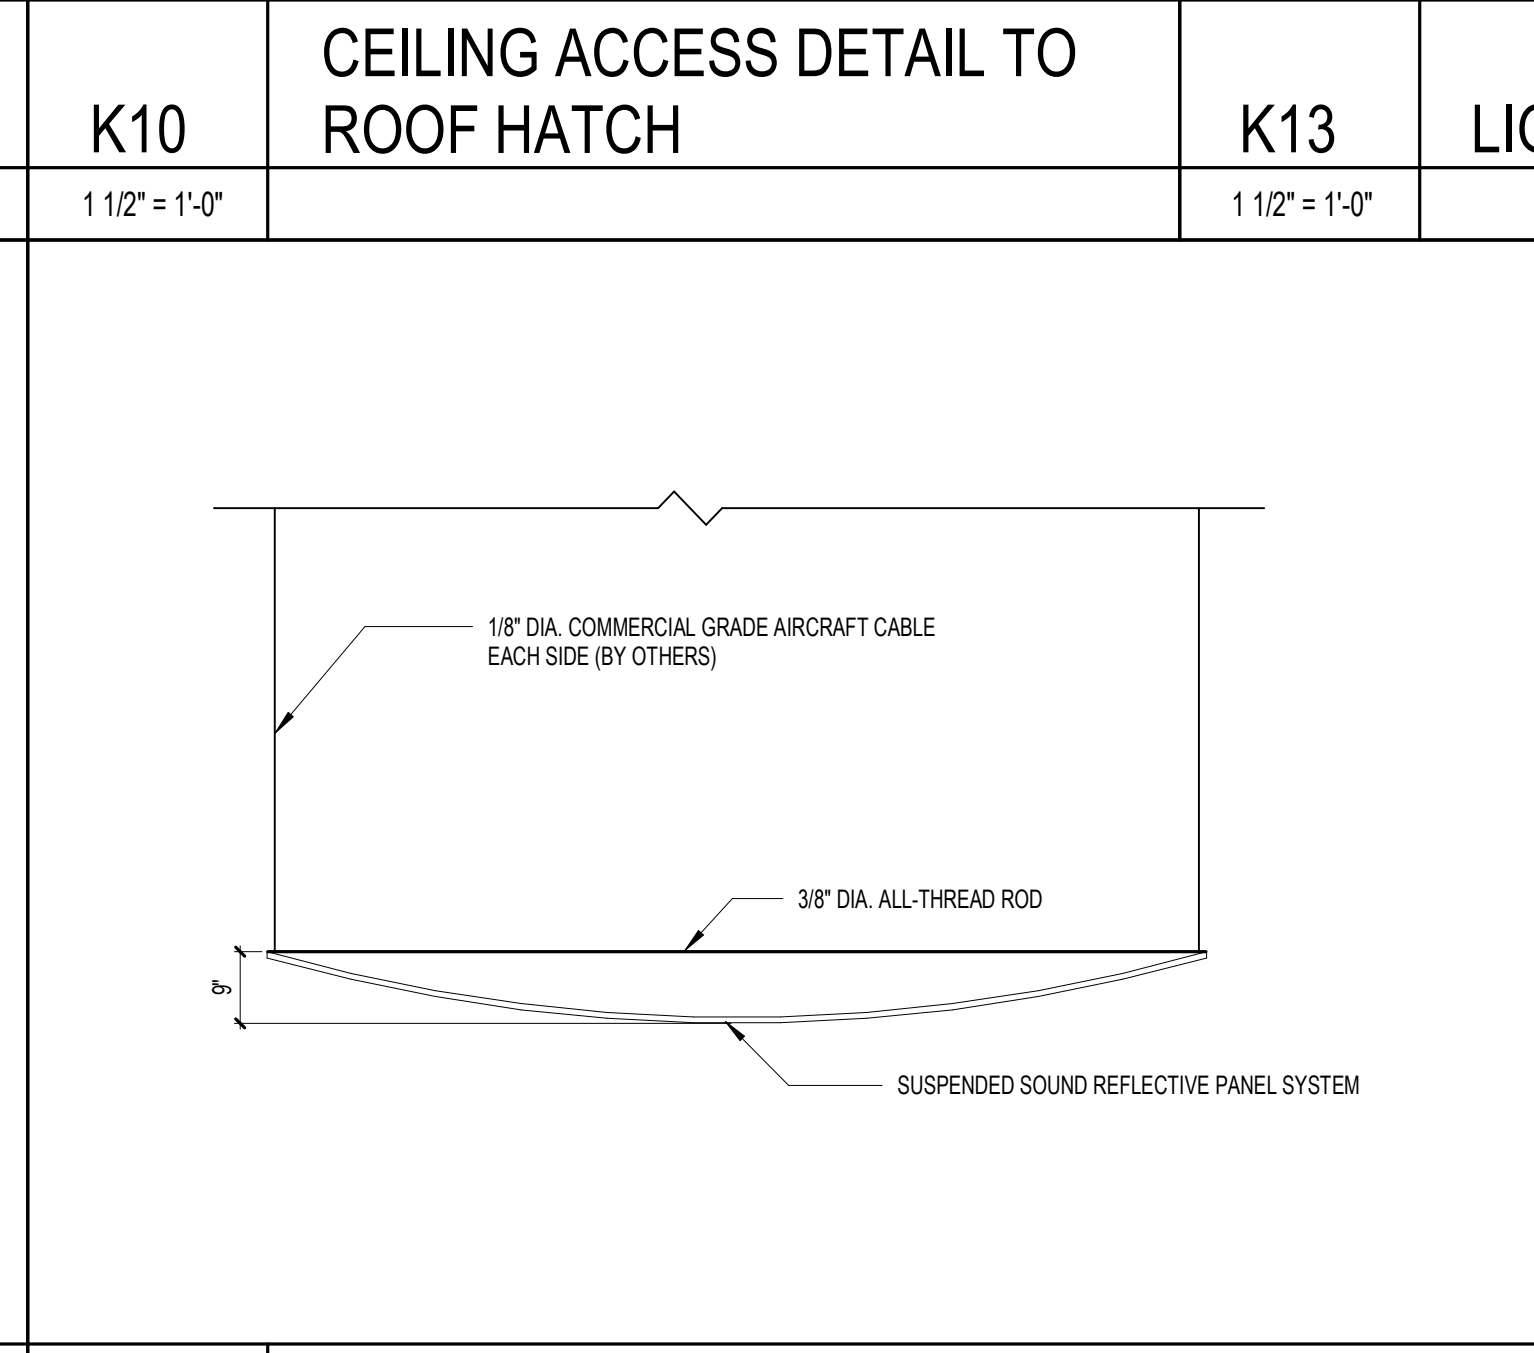 CEILING ACCESS DETAIL TO
ROOF HATCH
K10
K13
1 1/2" = 1'-0"
1 1/2" = 1'-0"
1/8" DIA. COMMERCIAL GRADE AIRCRAFT CABLE
EACH SIDE (BY OTHERS)
3/8" DIA. ALL-THREAD ROD
9"
SUSPENDED SOUND REFLECTIVE PANEL SYSTEM